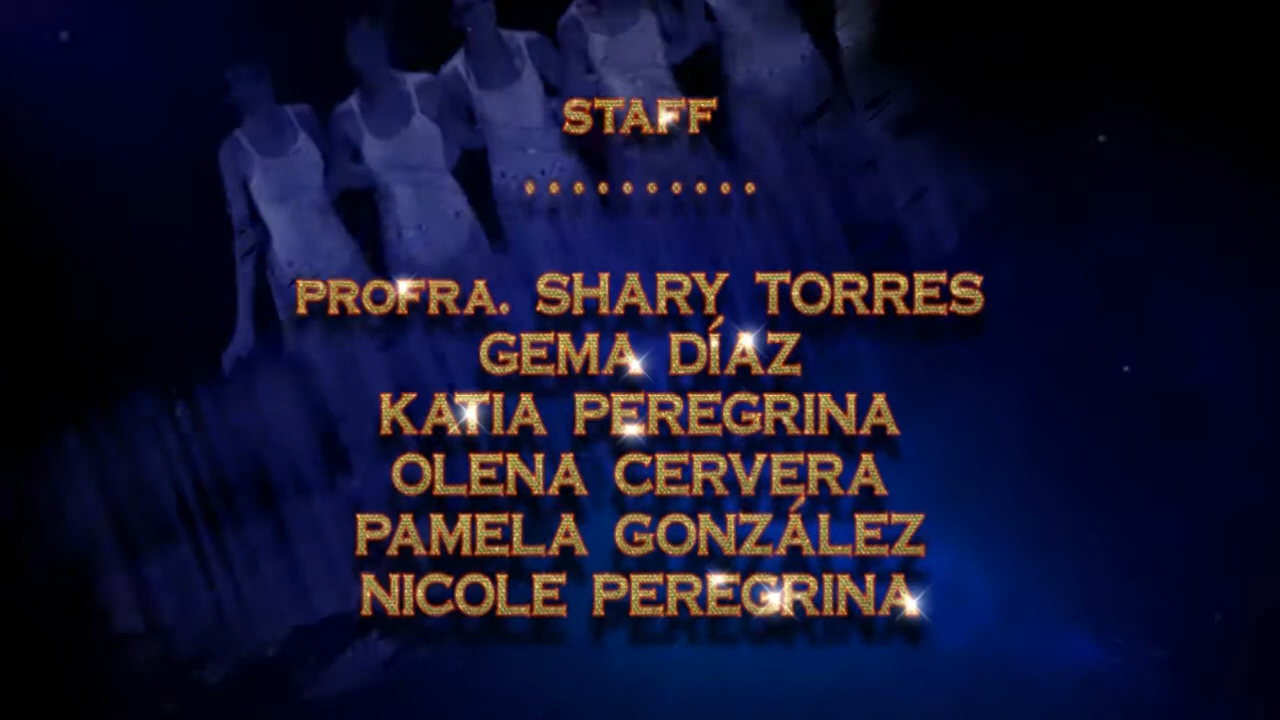 STAFF
..........
PROFRA. SHARY TORRES
GEMA DÍAZ
KATIA PEREGRINA
OLENA CERVERA
PAMELA GONZÁLEZ
NICOLE PEREGRINA